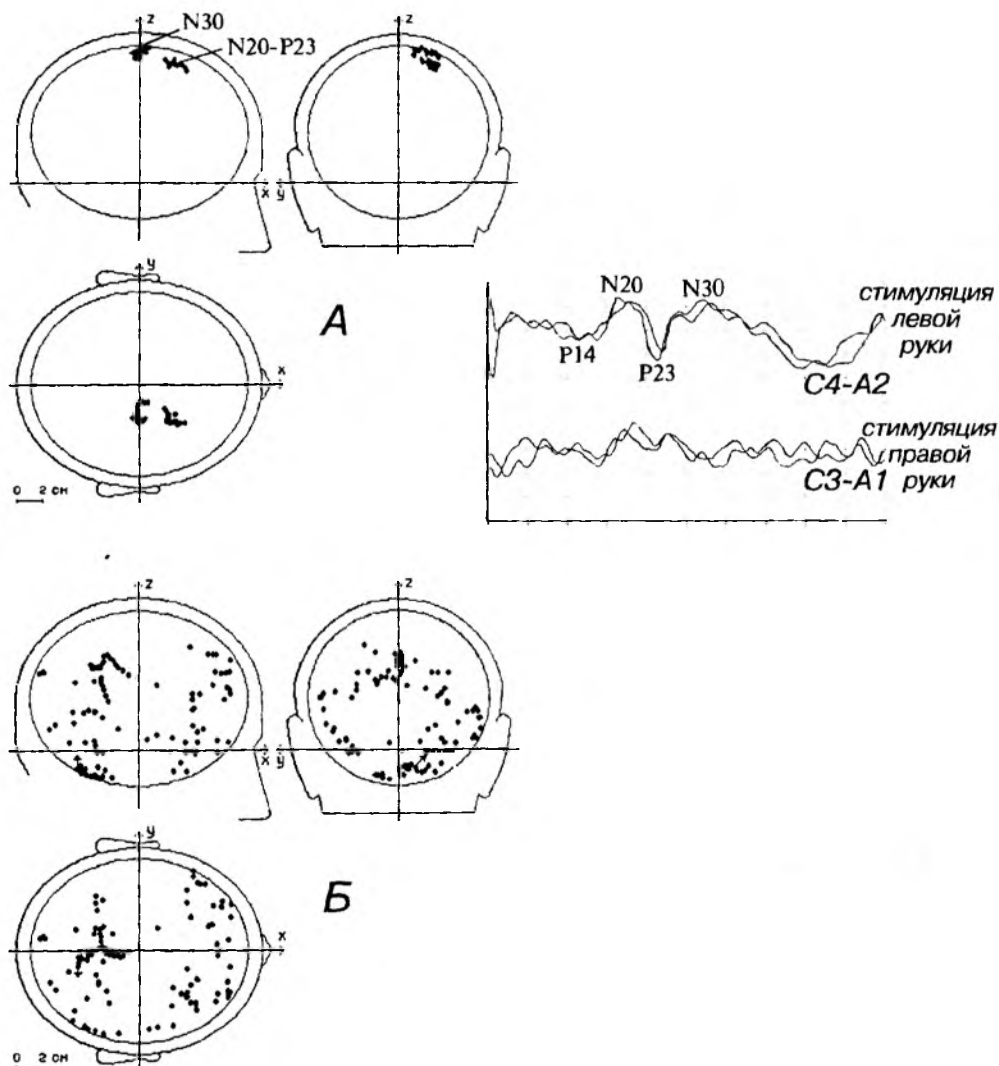 z
N30
N20-P23
x
y
y
x
А
0 2 см
N20
N30
P14
P23
стимуляция
левой
руки
C4-A2
стимуляция
правой
руки
C3-A1
z
x
y
y
x
Б
0 2 см